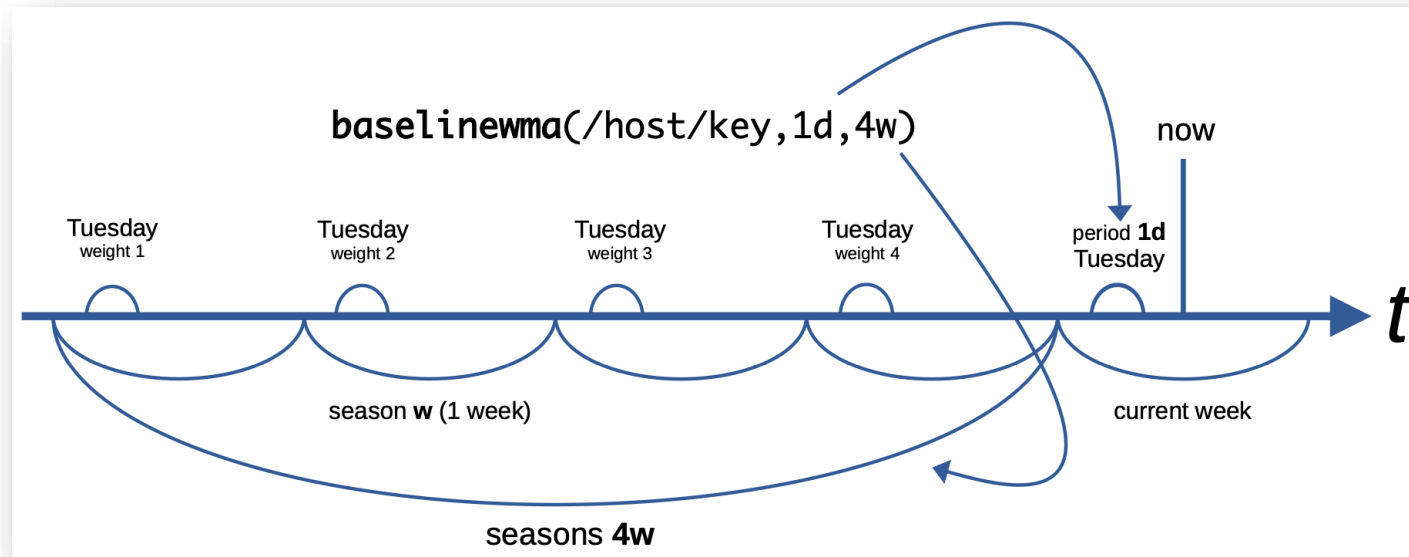 baselinewma(/host/key,1d,4w)
now
Tuesday
weight 1
Tuesday
weight 2
Tuesday
weight 3
Tuesday
weight 4
period 1d
Tuesday
t
season w (1 week)
current week
seasons 4w